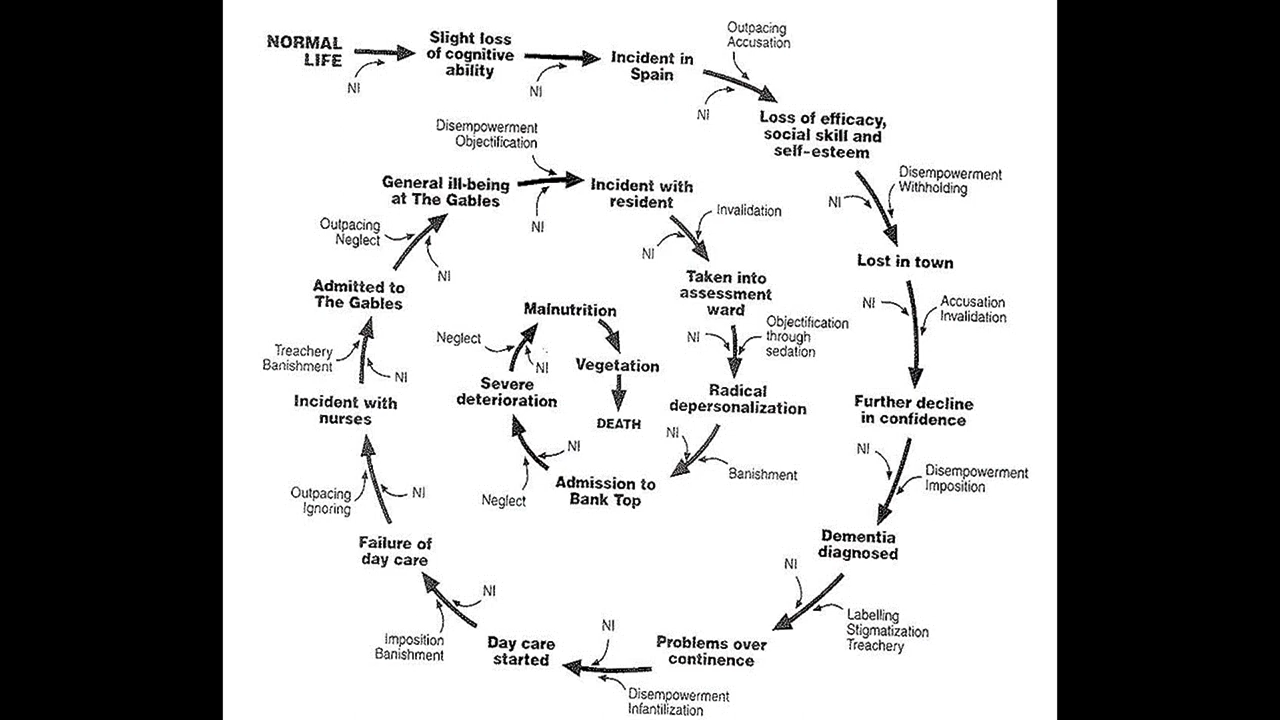 NORMAL
LIFE
NI
Slight loss
of cognitive
ability
NI
Incident in
Spain
Outpacing
Accusation
NI
Loss of efficacy,
social skill and
self-esteem
Disempowerment
Withholding
NI
Lost in town
NI
Accusation
Invalidation
Further decline
in confidence
NI
Disempowerment
Imposition
Dementia
diagnosed
NI
Labelling
Stigmatization
Treachery
Problems over
continence
NI
Disempowerment
Infantilization
Day care
started
NI
Imposition
Banishment
Failure of
day care
Outpacing
Ignoring
NI
Incident with
nurses
Treachery
Banishment
NI
Admitted to
The Gables
Outpacing
Neglect
NI
General ill-being
at The Gables
Disempowerment
Objectification
NI
Incident with
resident
Invalidation
NI
Taken into
assessment
ward
NI
Objectification
through
sedation
Radical
depersonalization
NI
Banishment
Admission to
Bank Top
NI
Neglect
Severe
deterioration
Neglect
NI
Malnutrition
Vegetation
DEATH